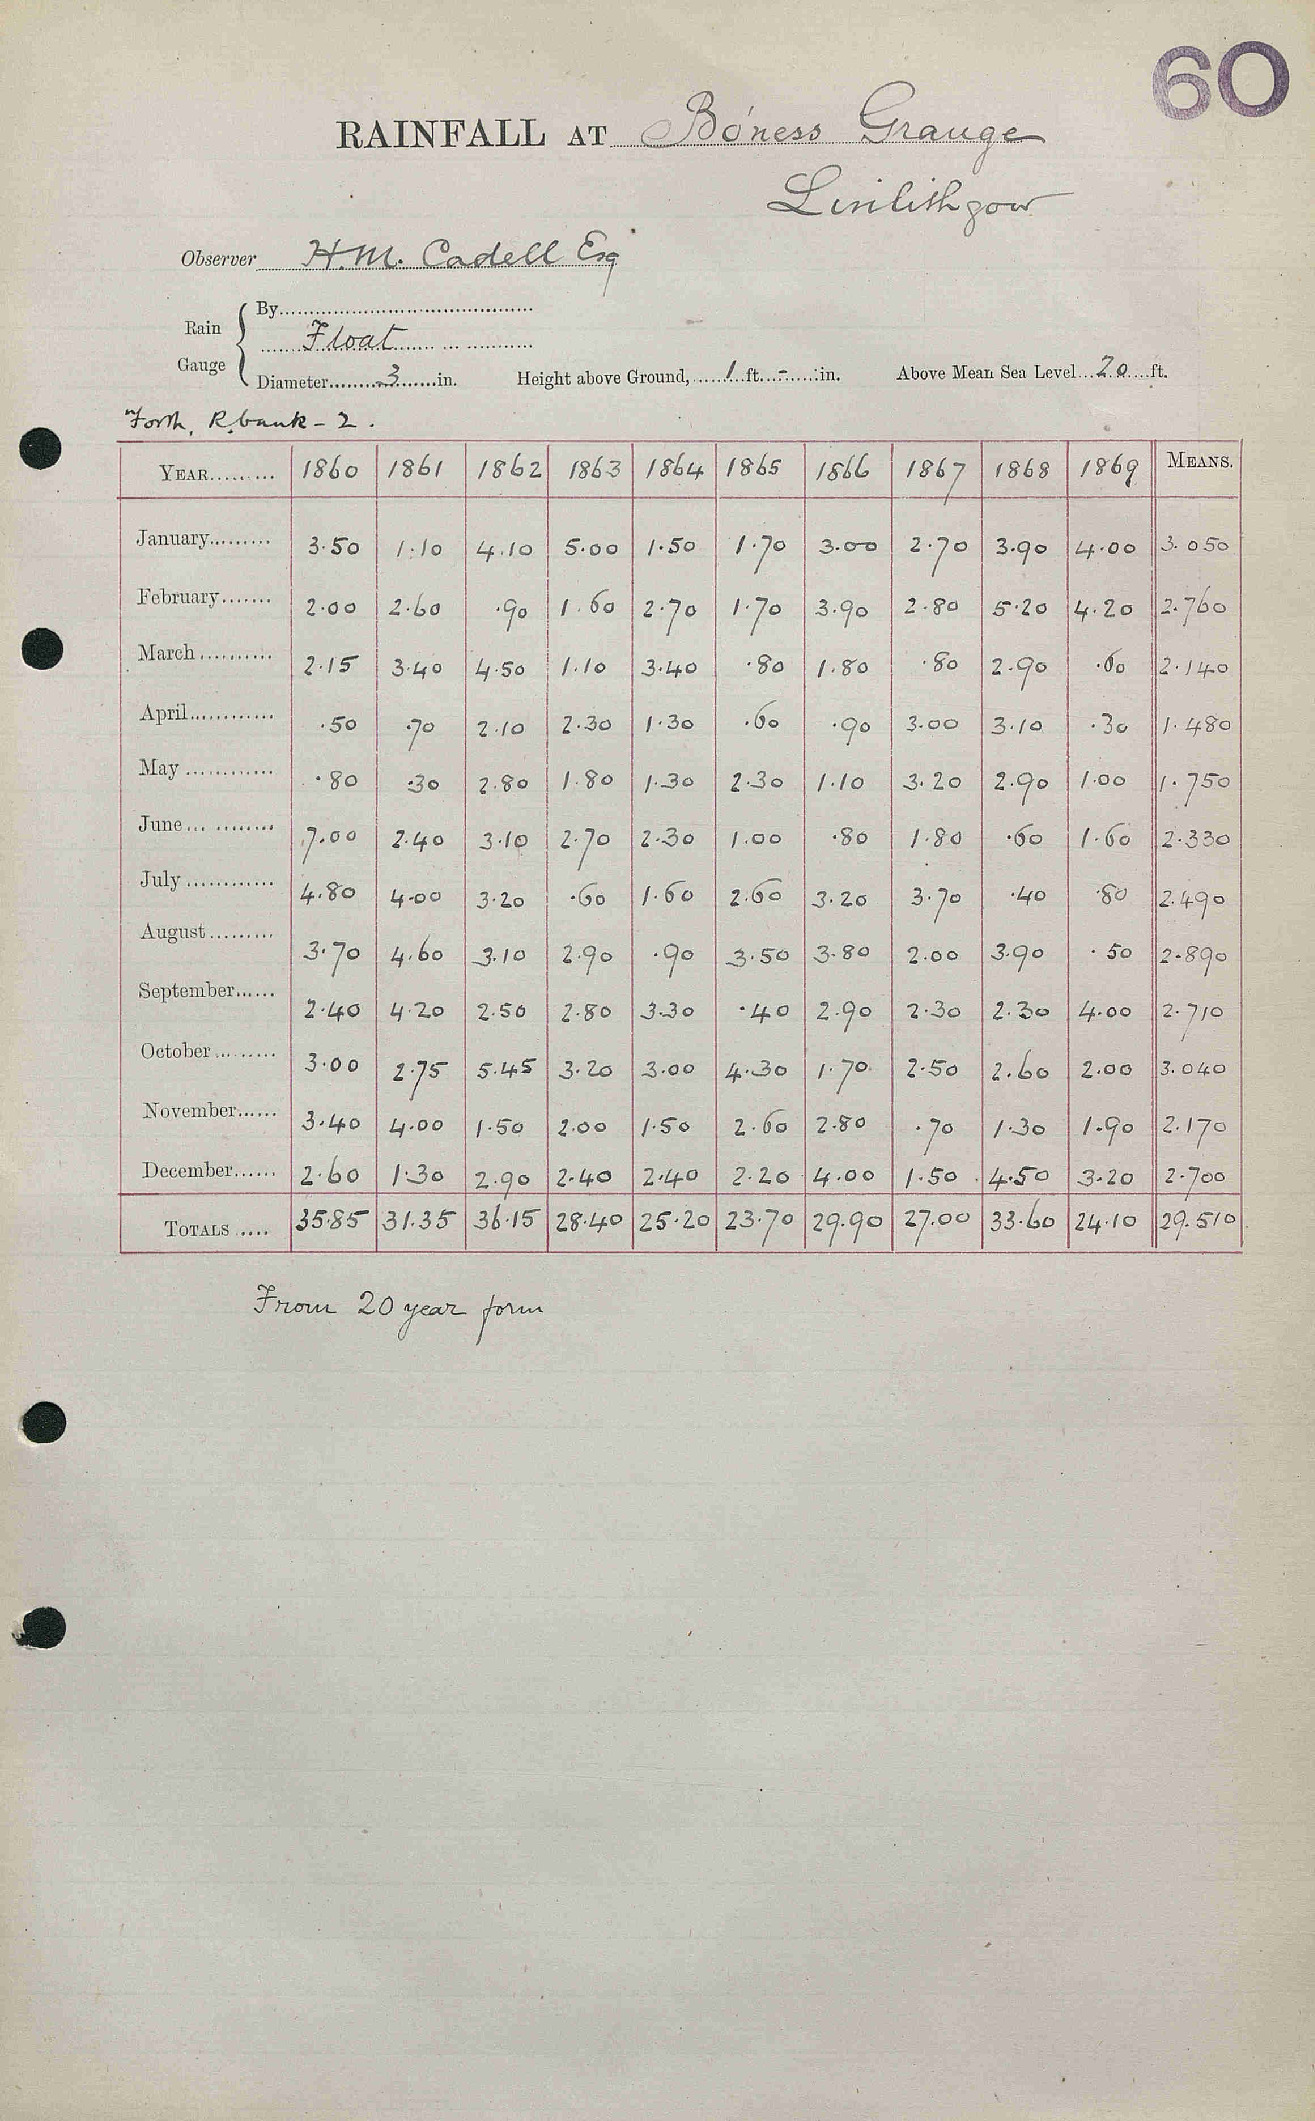 60
RAINFALL AT Bo'ness Grange
Linlithgow
Observer H.M. Cadell Esq
Rain Gauge
By
Float
Diameter 3 in. Height above Ground, 1 ft. - in. Above Mean Sea Level 20 ft.
Forth, R. bank - 2.
YEAR 1860 1861 1862 1863 1864 1865 1866 1867 1868 1869 MEANS.
January 3.50 1.10 4.10 5.00 1.50 1.70 3.00 2.70 3.90 4.00 3.050
February 2.00 2.60 .90 1.60 2.70 1.70 3.90 2.80 5.20 4.20 2.760
March 2.15 3.40 4.50 1.10 3.40 .80 1.80 .80 2.90 .60 2.140
April .50 .70 2.10 2.30 1.30 .60 .90 3.00 3.10 .30 1.480
May .80 .30 2.80 1.80 1.30 2.30 1.10 3.20 2.90 1.00 1.750
June 7.00 2.40 3.10 2.70 2.30 1.00 .80 1.80 .60 1.60 2.330
July 4.80 4.00 3.20 .60 1.60 2.60 3.20 3.70 .40 .80 2.490
August 3.70 4.60 3.10 2.90 .90 3.50 3.80 2.00 3.90 .50 2.890
September 2.40 4.20 2.50 2.80 3.30 .40 2.90 2.30 2.30 4.00 2.710
October 3.00 2.75 5.45 3.20 3.00 4.30 1.70 2.50 2.60 2.00 3.040
November 3.40 4.00 1.50 2.00 1.50 2.60 2.80 .70 1.30 1.90 2.170
December 2.60 1.30 2.90 2.40 2.40 2.20 4.00 1.50 4.50 3.20 2.700
TOTALS 35.85 31.35 36.15 28.40 25.20 23.70 29.90 27.00 33.60 24.10 29.510
From 20 year form